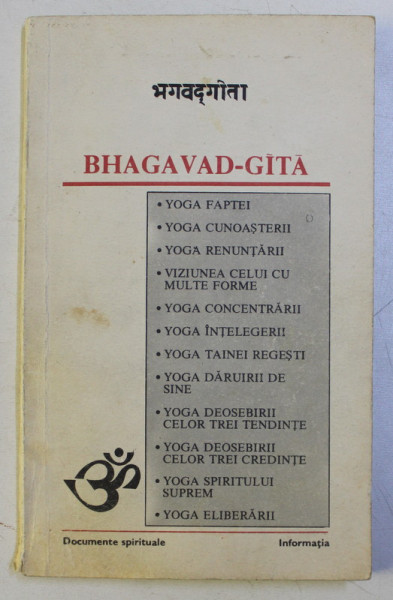 भगवद्गीता
BHAGAVAD-GĪTĀ
• YOGA FAPTEI
• YOGA CUNOAȘTERII
• YOGA RENUNȚĂRII
• VIZIUNEA CELUI CU
MULTE FORME
• YOGA CONCENTRĂRII
• YOGA ÎNȚELEGERII
• YOGA TAINEI REGEȘTI
• YOGA DĂRUIRII DE
SINE
• YOGA DEOSEBIRII
CELOR TREI TENDINȚE
• YOGA DEOSEBIRII
CELOR TREI CREDINȚE
• YOGA SPIRITULUI
SUPREM
• YOGA ELIBERĂRII
ॐ
Documente spirituale Informația